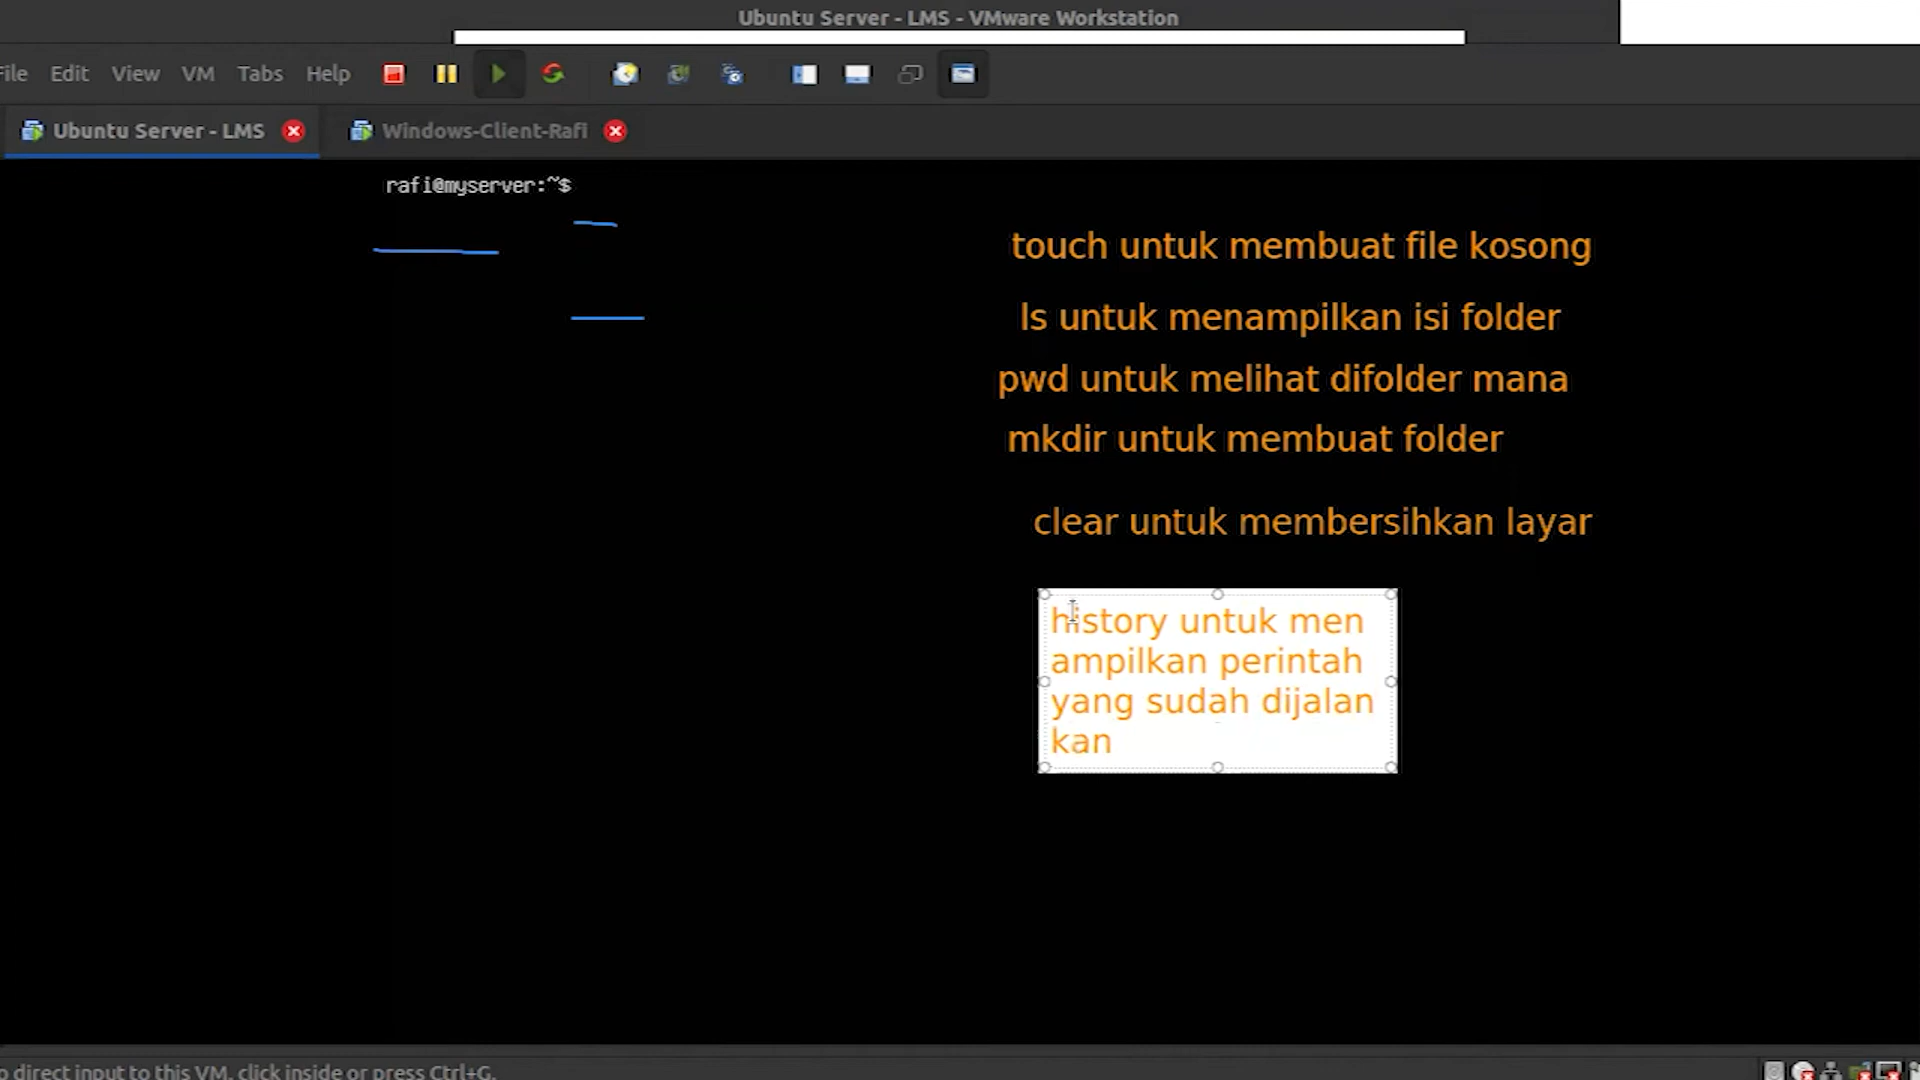 Ubuntu Server - LMS - VMware Workstation
File Edit View VM Tabs Help
Ubuntu Server - LMS Windows-Client-Rafi
rafi@myserver:~$
touch untuk membuat file kosong
ls untuk menampilkan isi folder
pwd untuk melihat difolder mana
mkdir untuk membuat folder
clear untuk membersihkan layar
history untuk men
ampilkan perintah
yang sudah dijalan
kan
o direct input to this VM, click inside or press Ctrl+G.